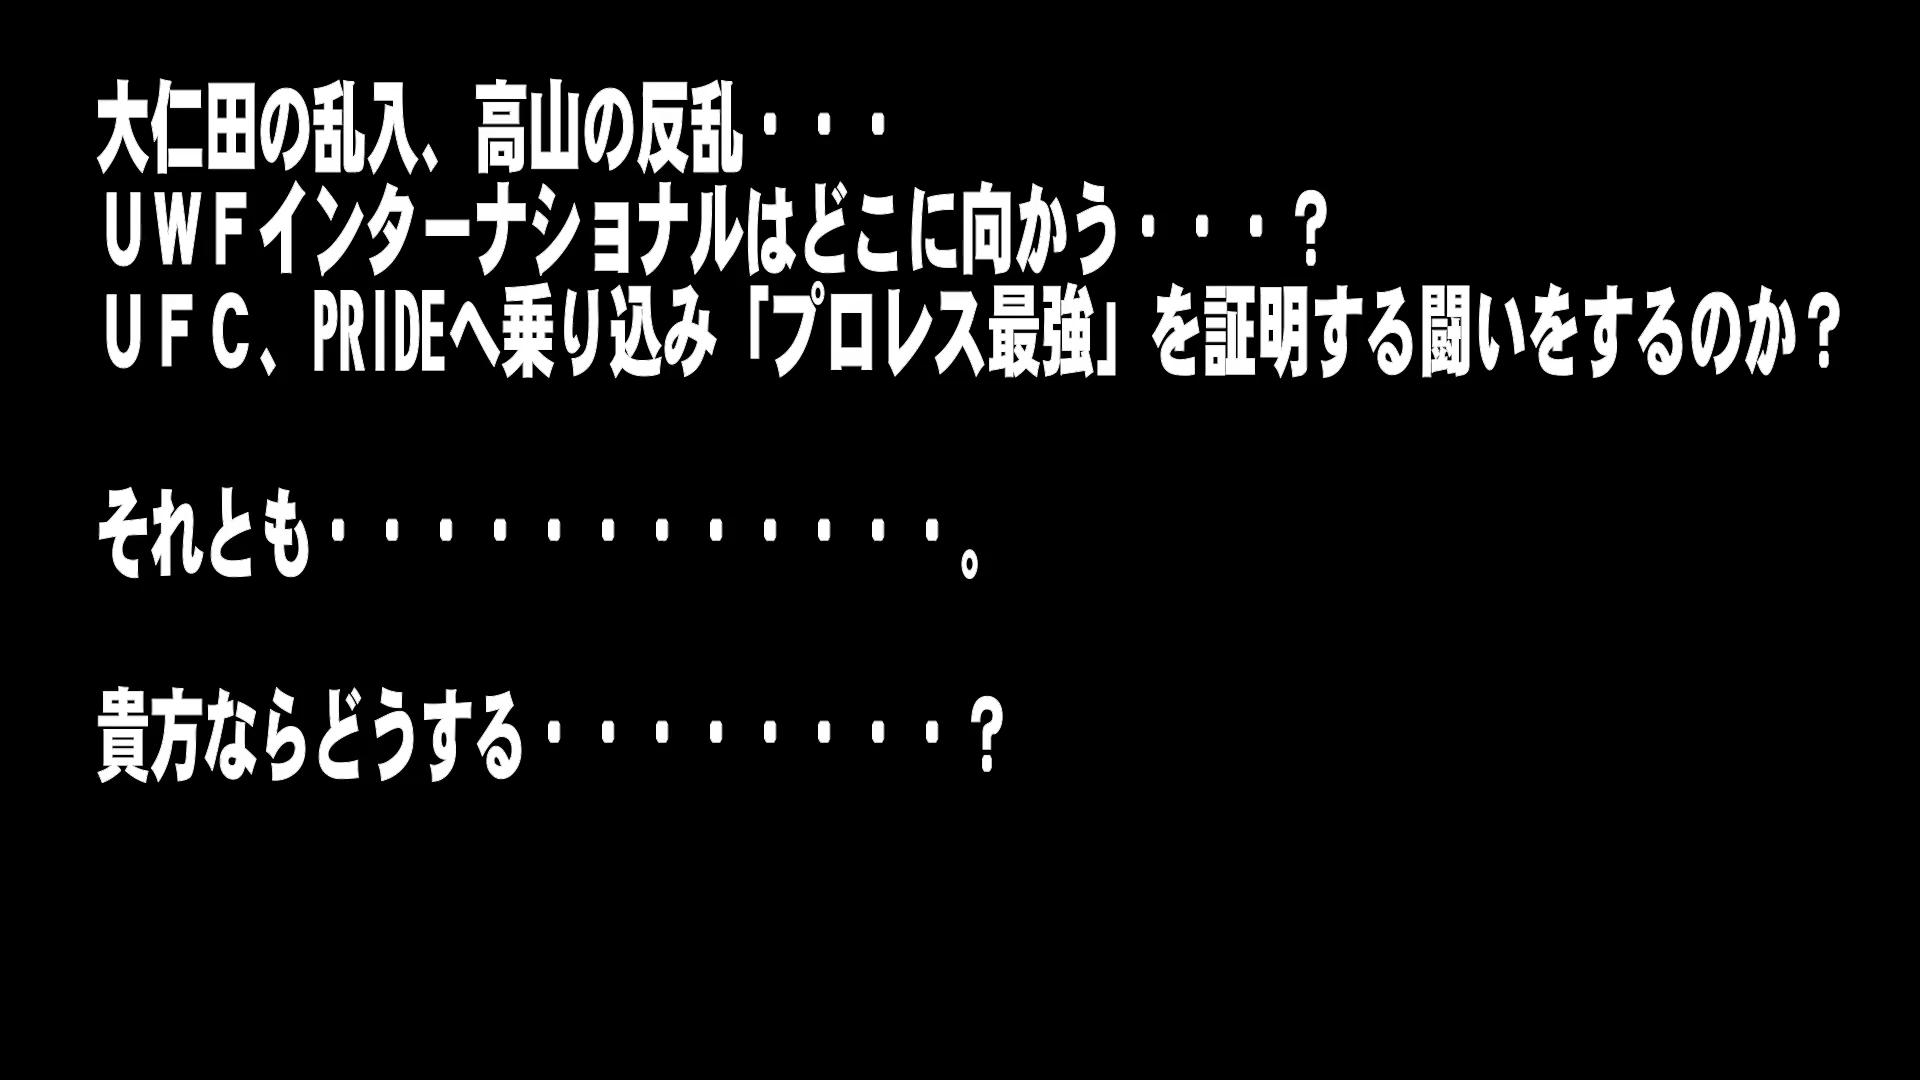 大仁田の乱入、高山の反乱・・・
ＵＷＦインターナショナルはどこに向かう・・・？
ＵＦＣ、PRIDEへ乗り込み「プロレス最強」を証明する闘いをするのか？
それとも・・・・・・・・・・・・。
貴方ならどうする・・・・・・・・？